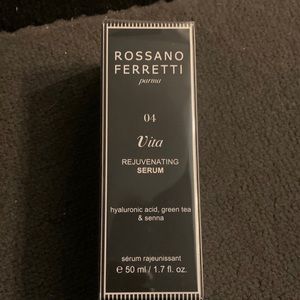 ROSSANO
FERRETTI
parma
04
Vita
REJUVENATING
SERUM
hyaluronic acid, green tea
& senna
sérum rajeunissant
e 50 ml / 1.7 fl. oz.